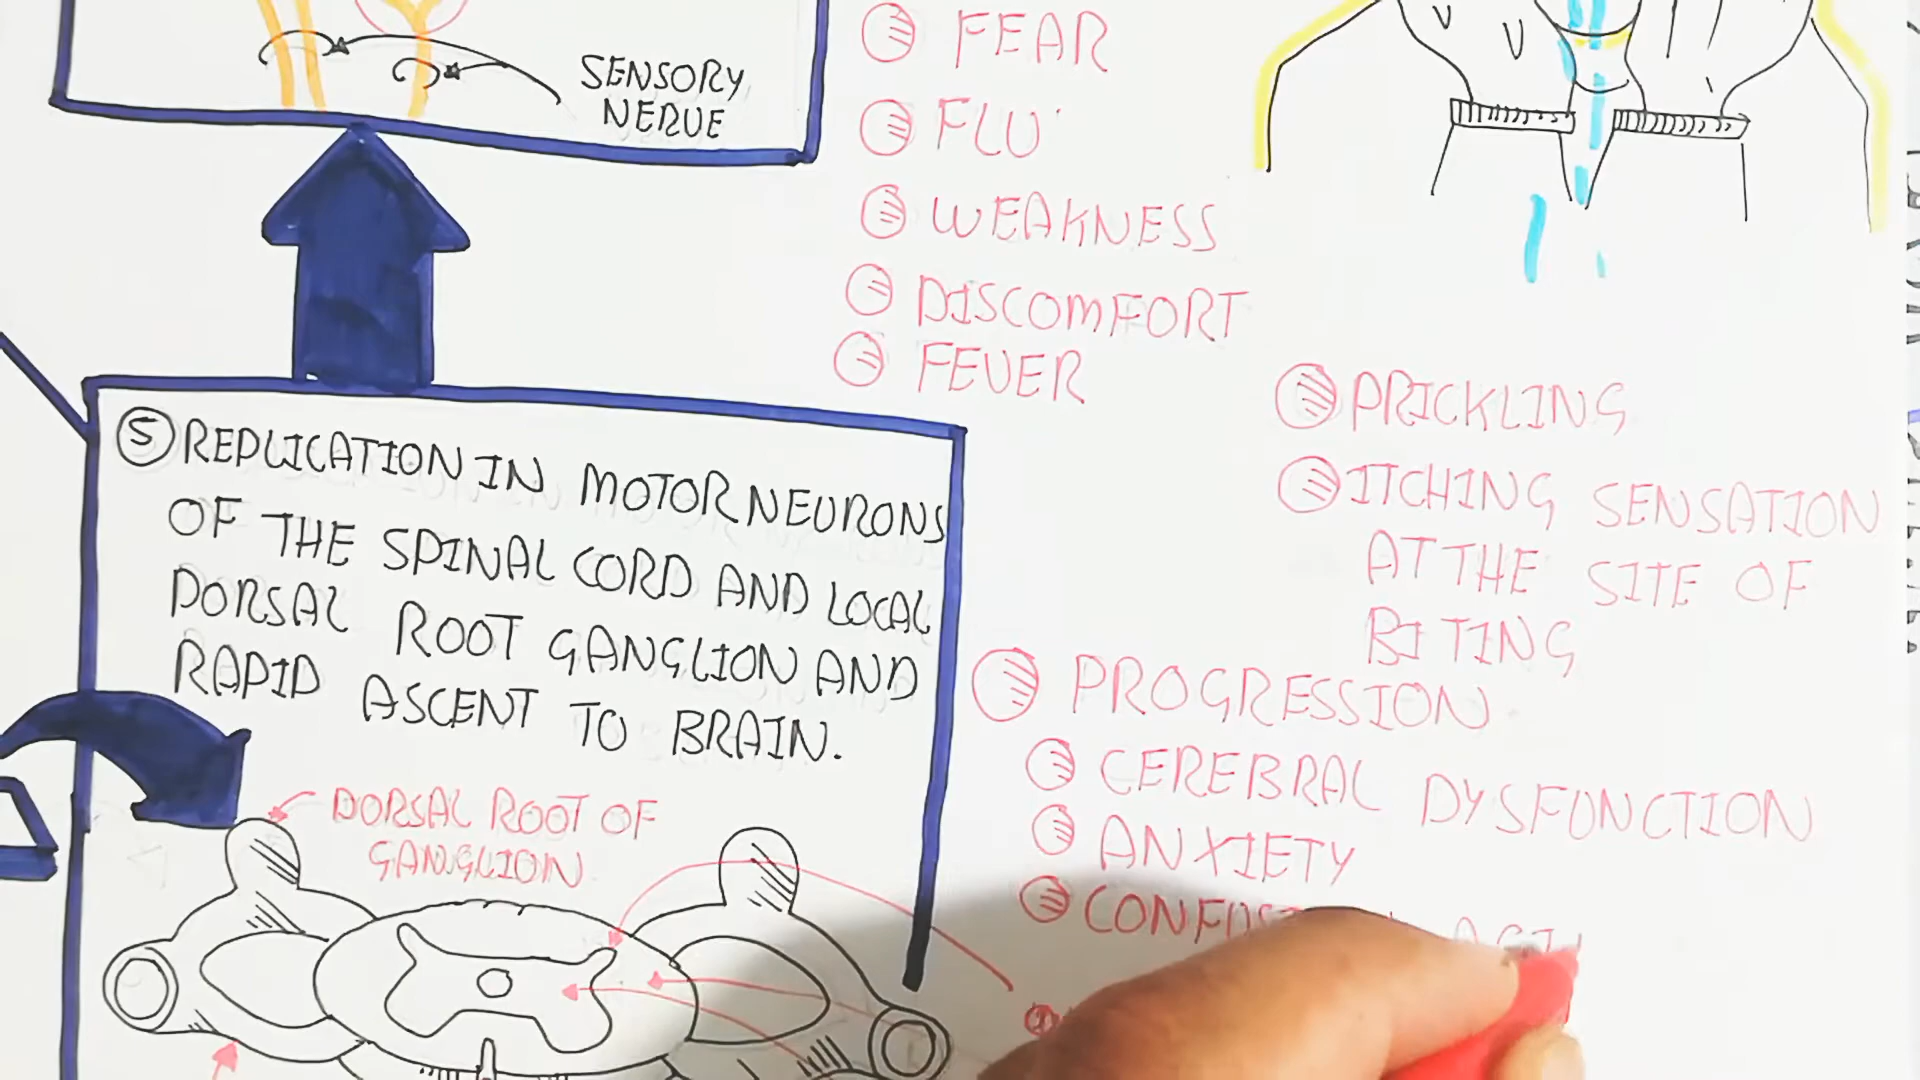 SENSORY
NERVE
⑤ REPLICATION IN MOTOR NEURONS
OF THE SPINAL CORD AND LOCAL
DORSAL ROOT GANGLION AND
RAPID ASCENT TO BRAIN.
DORSAL ROOT OF
GANGLION
FEAR
FLU
WEAKNESS
DISCOMFORT
FEVER
PRICKLING
ITCHING SENSATION
AT THE SITE OF
BITING
PROGRESSION
CEREBRAL DYSFUNCTION
ANXIETY